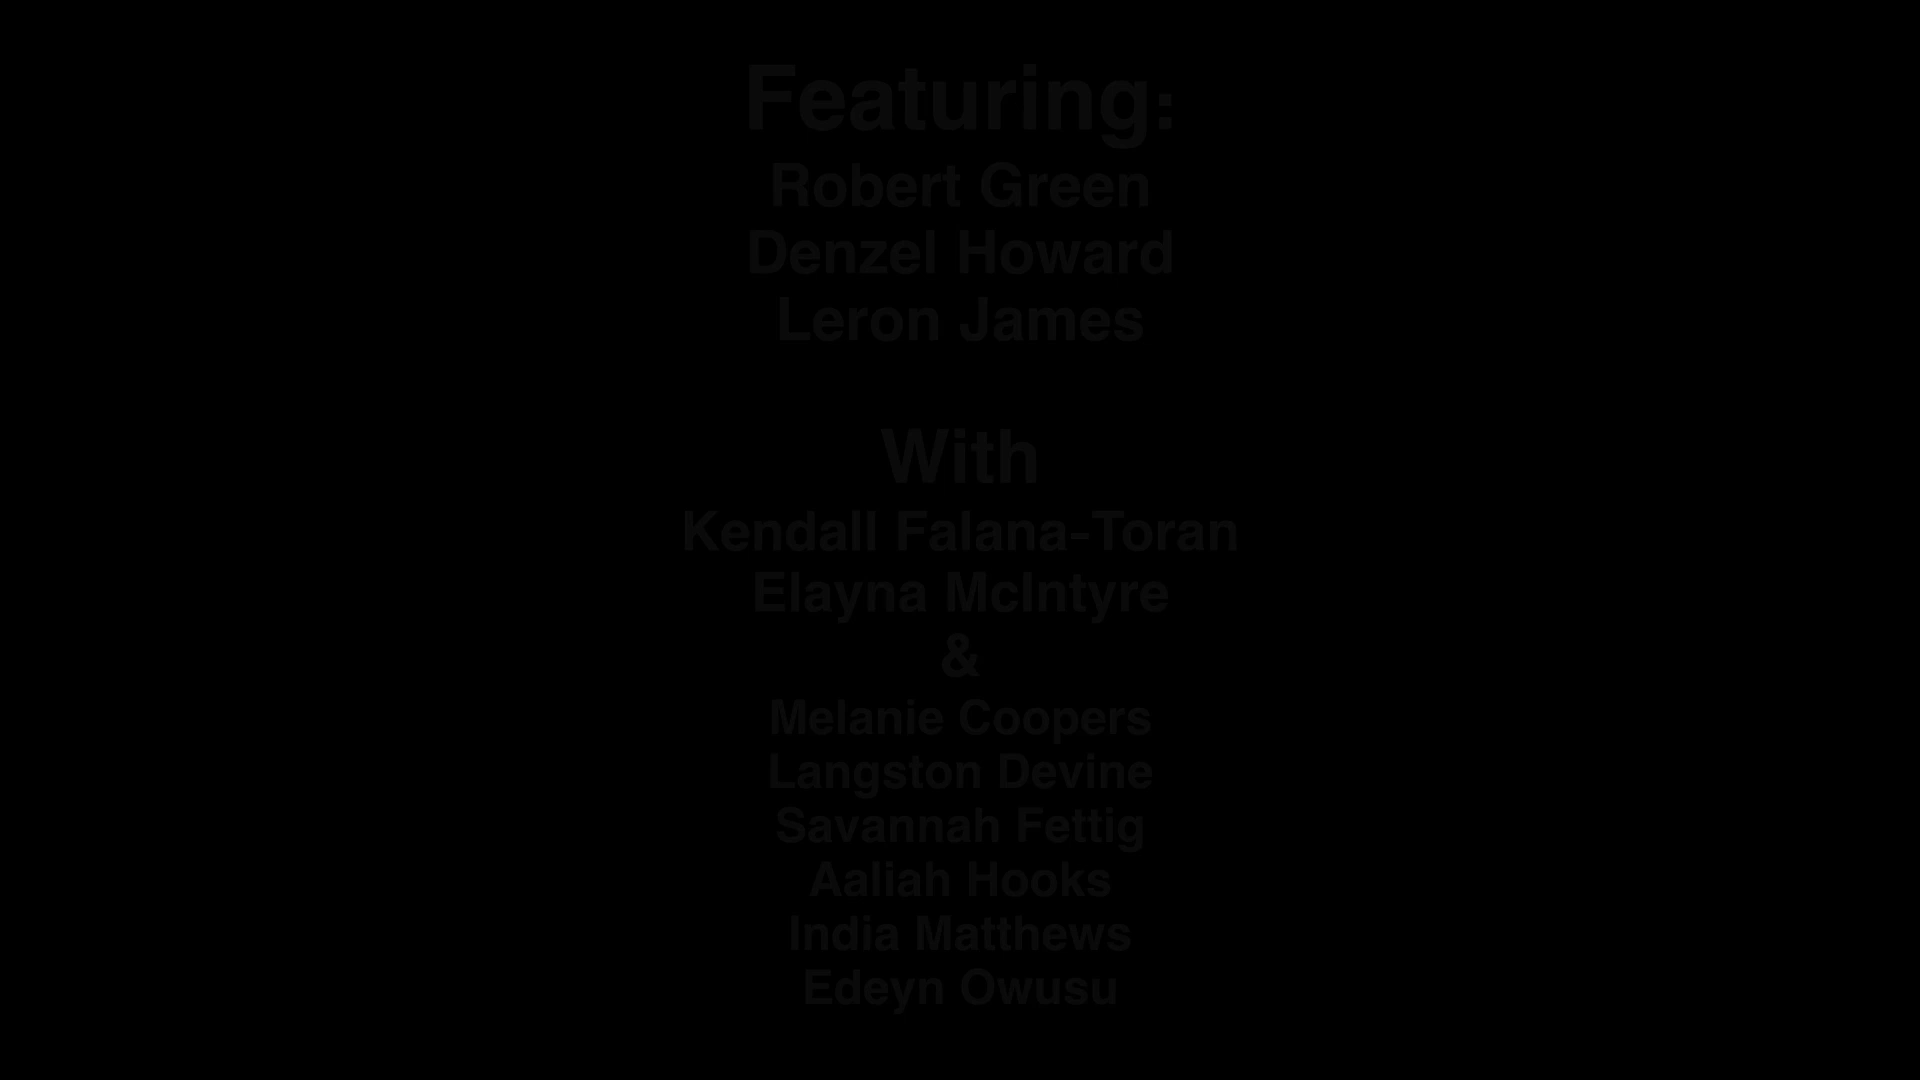 Featuring:
Robert Green
Denzel Howard
Leron James
With
Kendall Falana-Toran
Elayna McIntyre
&
Melanie Coopers
Langston Devine
Savannah Fettig
Aaliah Hooks
India Matthews
Edeyn Owusu